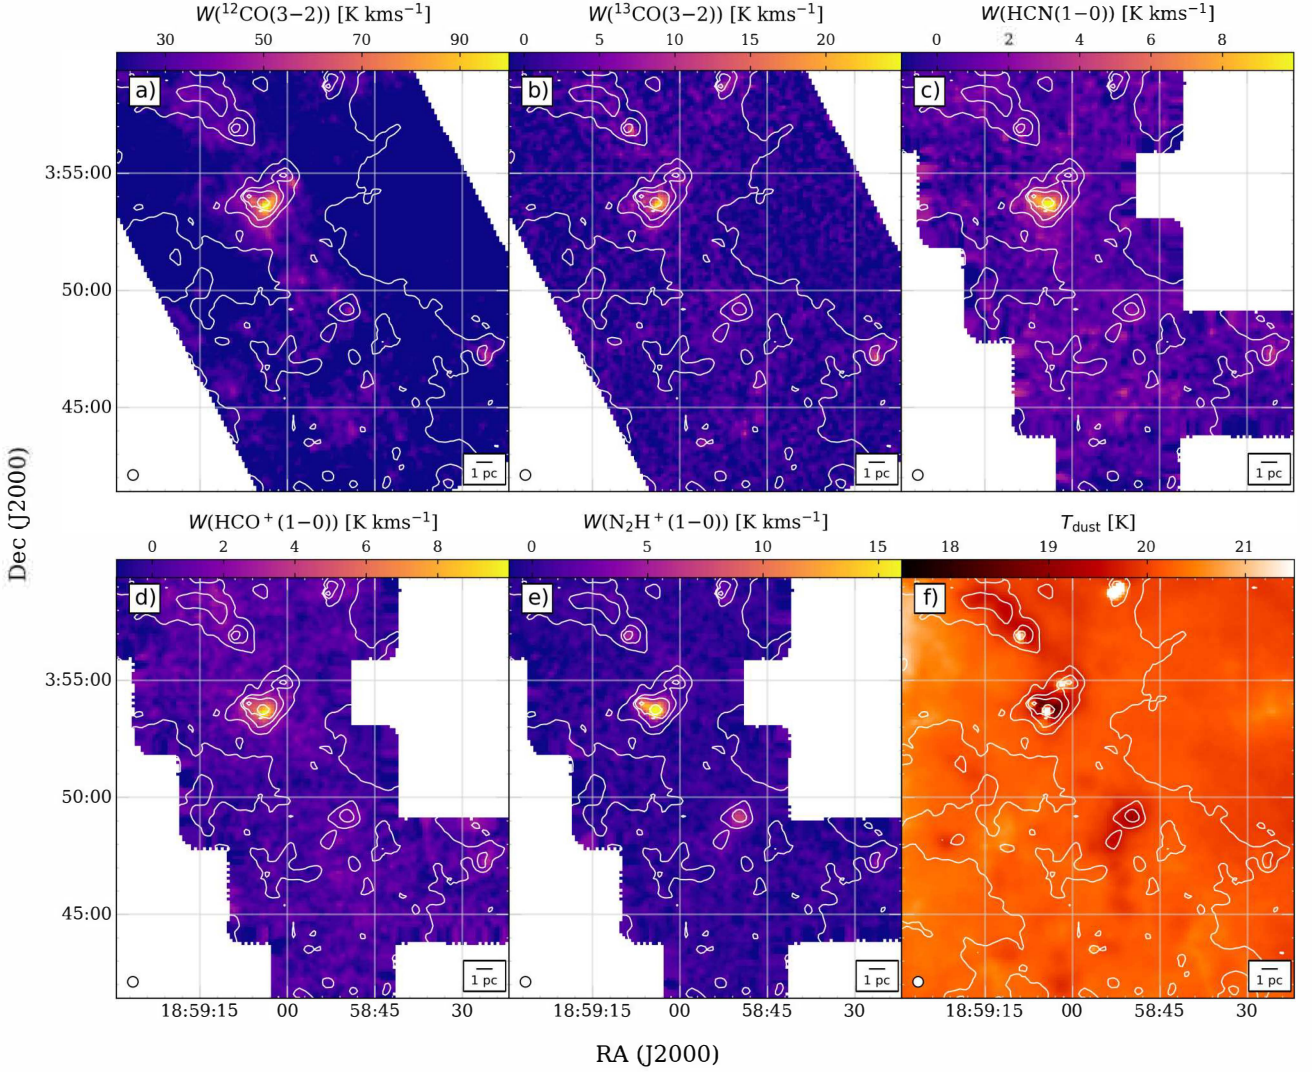 W(¹²CO(3−2)) [K kms⁻¹]
W(¹³CO(3−2)) [K kms⁻¹]
W(HCN(1−0)) [K kms⁻¹]
30 50 70 90
0 5 10 15 20
0 2 4 6 8
a)
b)
c)
3:55:00
50:00
45:00
1 pc
1 pc
1 pc
W(HCO⁺(1−0)) [K kms⁻¹]
W(N₂H⁺(1−0)) [K kms⁻¹]
T_dust [K]
0 2 4 6 8
0 5 10 15
18 19 20 21
d)
e)
f)
3:55:00
50:00
45:00
1 pc
1 pc
1 pc
18:59:15 00 58:45 30
18:59:15 00 58:45 30
18:59:15 00 58:45 30
Dec (J2000)
RA (J2000)